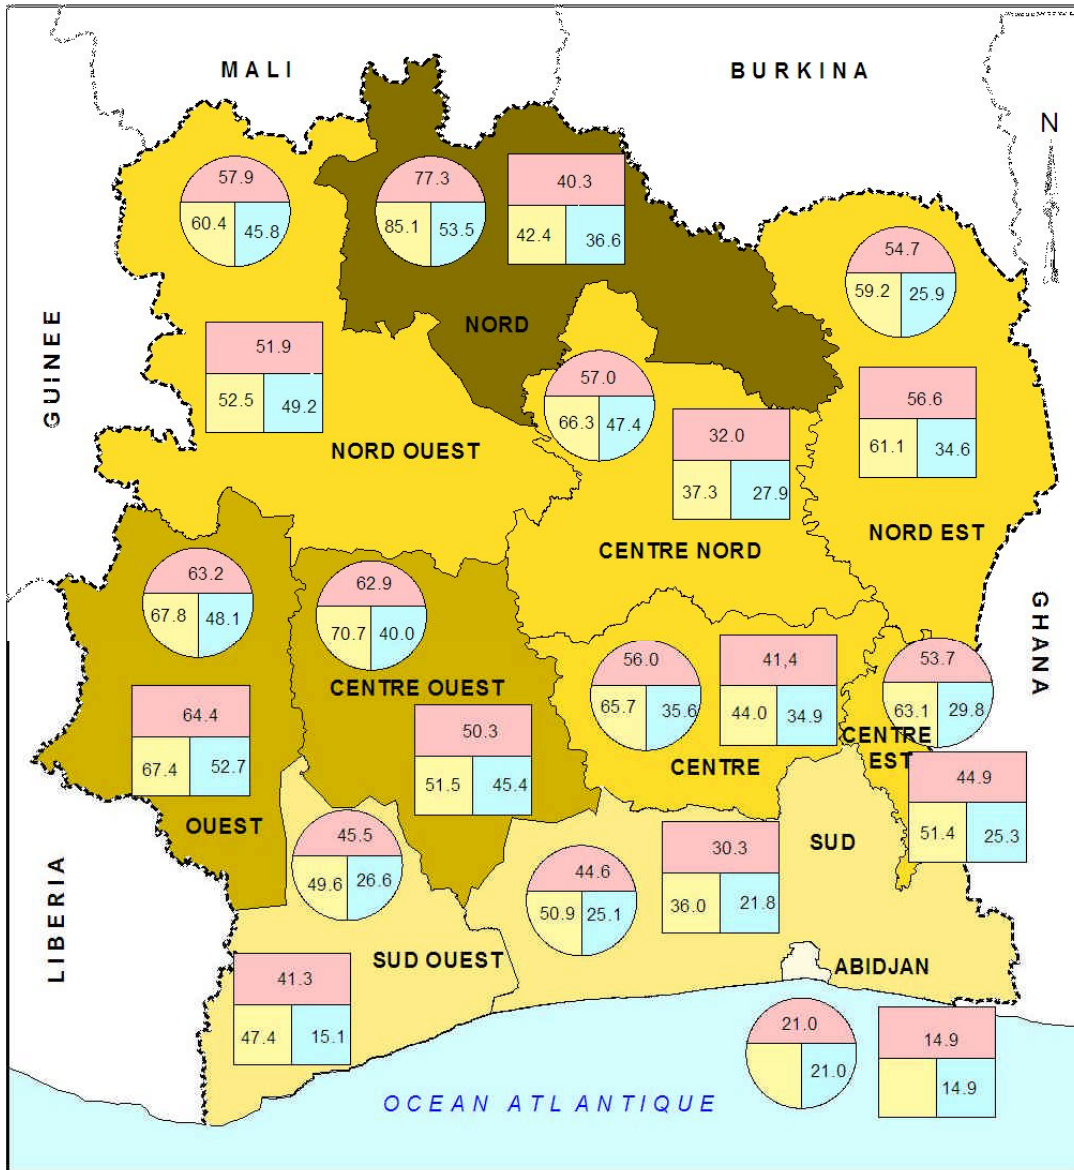 MALI
BURKINA
N
57.9
60.4 45.8
77.3
85.1 53.5
40.3
42.4 36.6
54.7
59.2 25.9
GUINEE
51.9
52.5 49.2
NORD
57.0
66.3 47.4
56.6
61.1 34.6
32.0
37.3 27.9
NORD OUEST
NORD EST
CENTRE NORD
63.2
67.8 48.1
62.9
70.7 40.0
GHANA
56.0
65.7 35.6
41,4
44.0 34.9
53.7
63.1 29.8
CENTRE OUEST
64.4
67.4 52.7
50.3
51.5 45.4
CENTRE
CENTRE
EST
44.9
51.4 25.3
OUEST
45.5
49.6 26.6
44.6
50.9 25.1
30.3
36.0 21.8
SUD
LIBERIA
SUD OUEST
ABIDJAN
41.3
47.4 15.1
21.0
21.0
14.9
14.9
OCEAN ATLANTIQUE